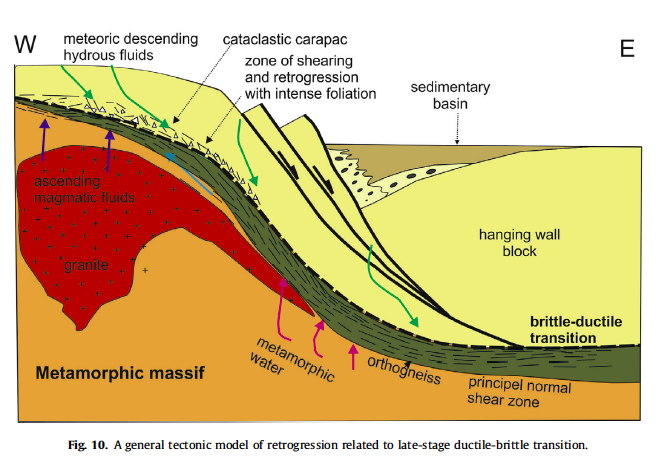 W
E
meteoric descending
hydrous fluids
cataclastic carapac
zone of shearing
and retrogression
with intense foliation
sedimentary
basin
ascending
magmatic fluids
granite
hanging wall
block
brittle-ductile
transition
metamorphic
water
orthogneiss
principel normal
shear zone
Metamorphic massif
Fig. 10. A general tectonic model of retrogression related to late-stage ductile-brittle transition.